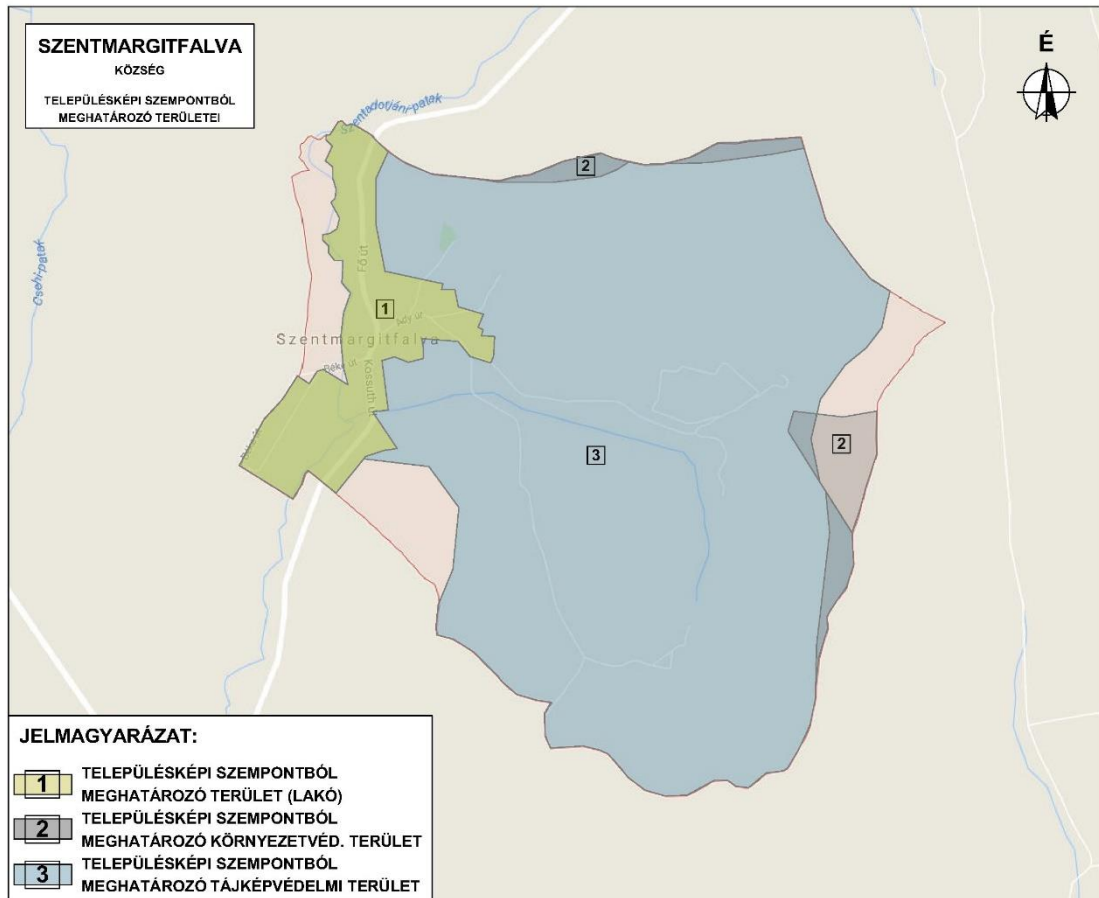 SZENTMARGITFALVA
KÖZSÉG
TELEPÜLÉSKÉPI SZEMPONTBÓL
MEGHATÁROZÓ TERÜLETEI
É
Szentadorjáni-patak
Csehi-patak
2
Fő út
1
Szentmargitfalva
Béke út
Kossuth út
2
3
JELMAGYARÁZAT:
1 TELEPÜLÉSKÉPI SZEMPONTBÓL
MEGHATÁROZÓ TERÜLET (LAKÓ)
2 TELEPÜLÉSKÉPI SZEMPONTBÓL
MEGHATÁROZÓ KÖRNYEZETVÉD. TERÜLET
3 TELEPÜLÉSKÉPI SZEMPONTBÓL
MEGHATÁROZÓ TÁJKÉPVÉDELMI TERÜLET